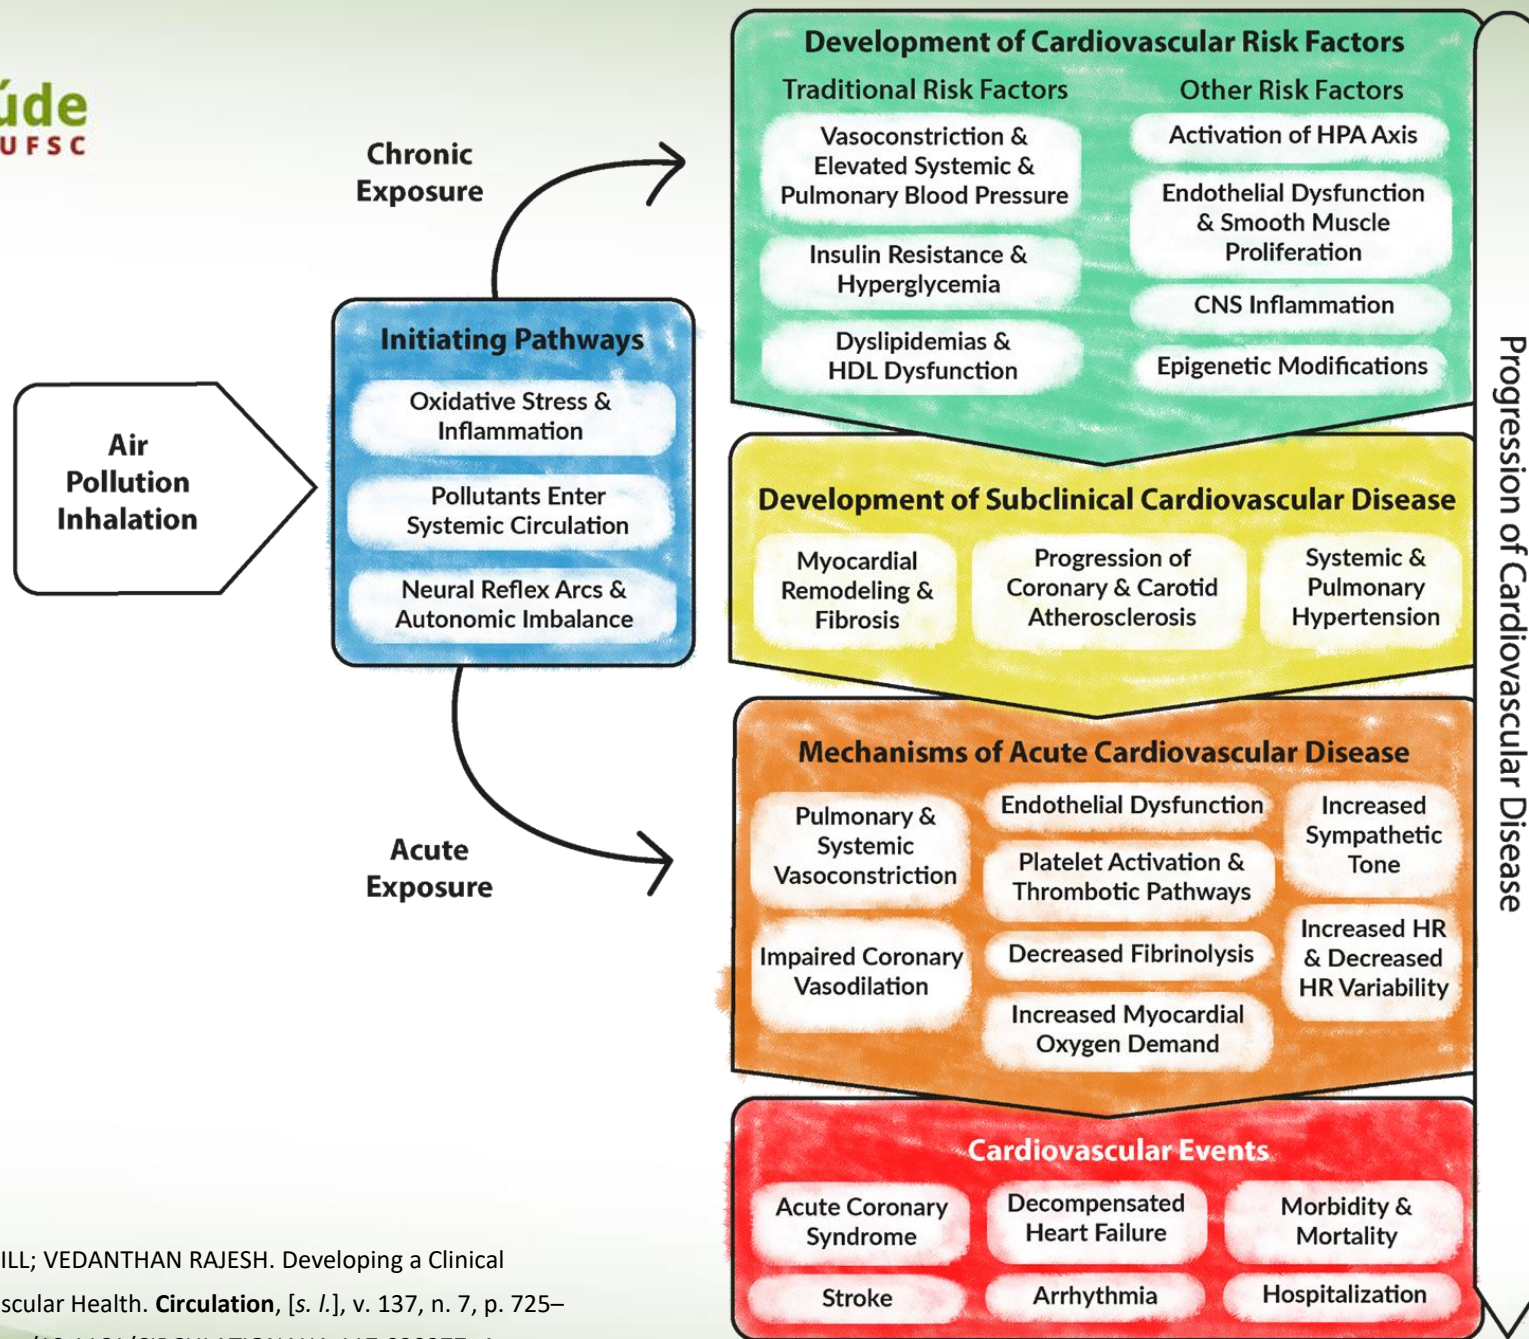 úde
UFSC
Chronic
Exposure
Air
Pollution
Inhalation
Initiating Pathways
Oxidative Stress &
Inflammation
Pollutants Enter
Systemic Circulation
Neural Reflex Arcs &
Autonomic Imbalance
Acute
Exposure
Development of Cardiovascular Risk Factors
Traditional Risk Factors
Vasoconstriction &
Elevated Systemic &
Pulmonary Blood Pressure
Insulin Resistance &
Hyperglycemia
Dyslipidemias &
HDL Dysfunction
Other Risk Factors
Activation of HPA Axis
Endothelial Dysfunction
& Smooth Muscle
Proliferation
CNS Inflammation
Epigenetic Modifications
Development of Subclinical Cardiovascular Disease
Myocardial
Remodeling &
Fibrosis
Progression of
Coronary & Carotid
Atherosclerosis
Systemic &
Pulmonary
Hypertension
Mechanisms of Acute Cardiovascular Disease
Pulmonary &
Systemic
Vasoconstriction
Impaired Coronary
Vasodilation
Endothelial Dysfunction
Platelet Activation &
Thrombotic Pathways
Decreased Fibrinolysis
Increased Myocardial
Oxygen Demand
Increased
Sympathetic
Tone
Increased HR
& Decreased
HR Variability
Cardiovascular Events
Acute Coronary
Syndrome
Decompensated
Heart Failure
Morbidity &
Mortality
Stroke
Arrhythmia
Hospitalization
Progression of Cardiovascular Disease
ILL; VEDANTHAN RAJESH. Developing a Clinical
scular Health. Circulation, [s. l.], v. 137, n. 7, p. 725–